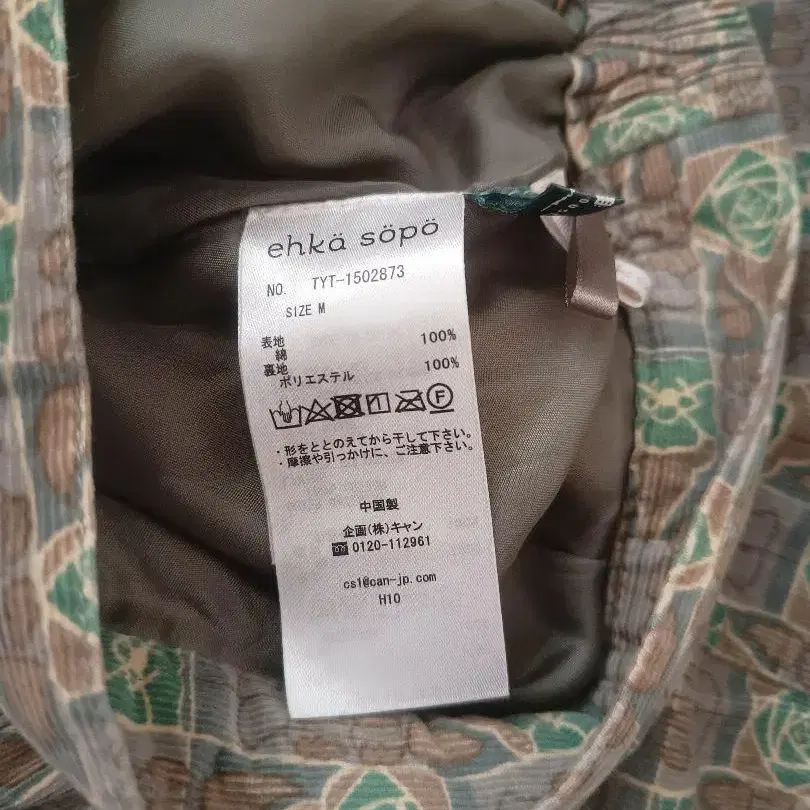 ehkä söpö
NO. TYT-1502873
SIZE M
表地
綿 100%
裏地
ポリエステル 100%
F
・形をととのえてから干して下さい。
・摩擦や引っかけに、ご注意下さい。
中国製
企画(株)キャン
0120-112961
cs1@can-jp.com
H10